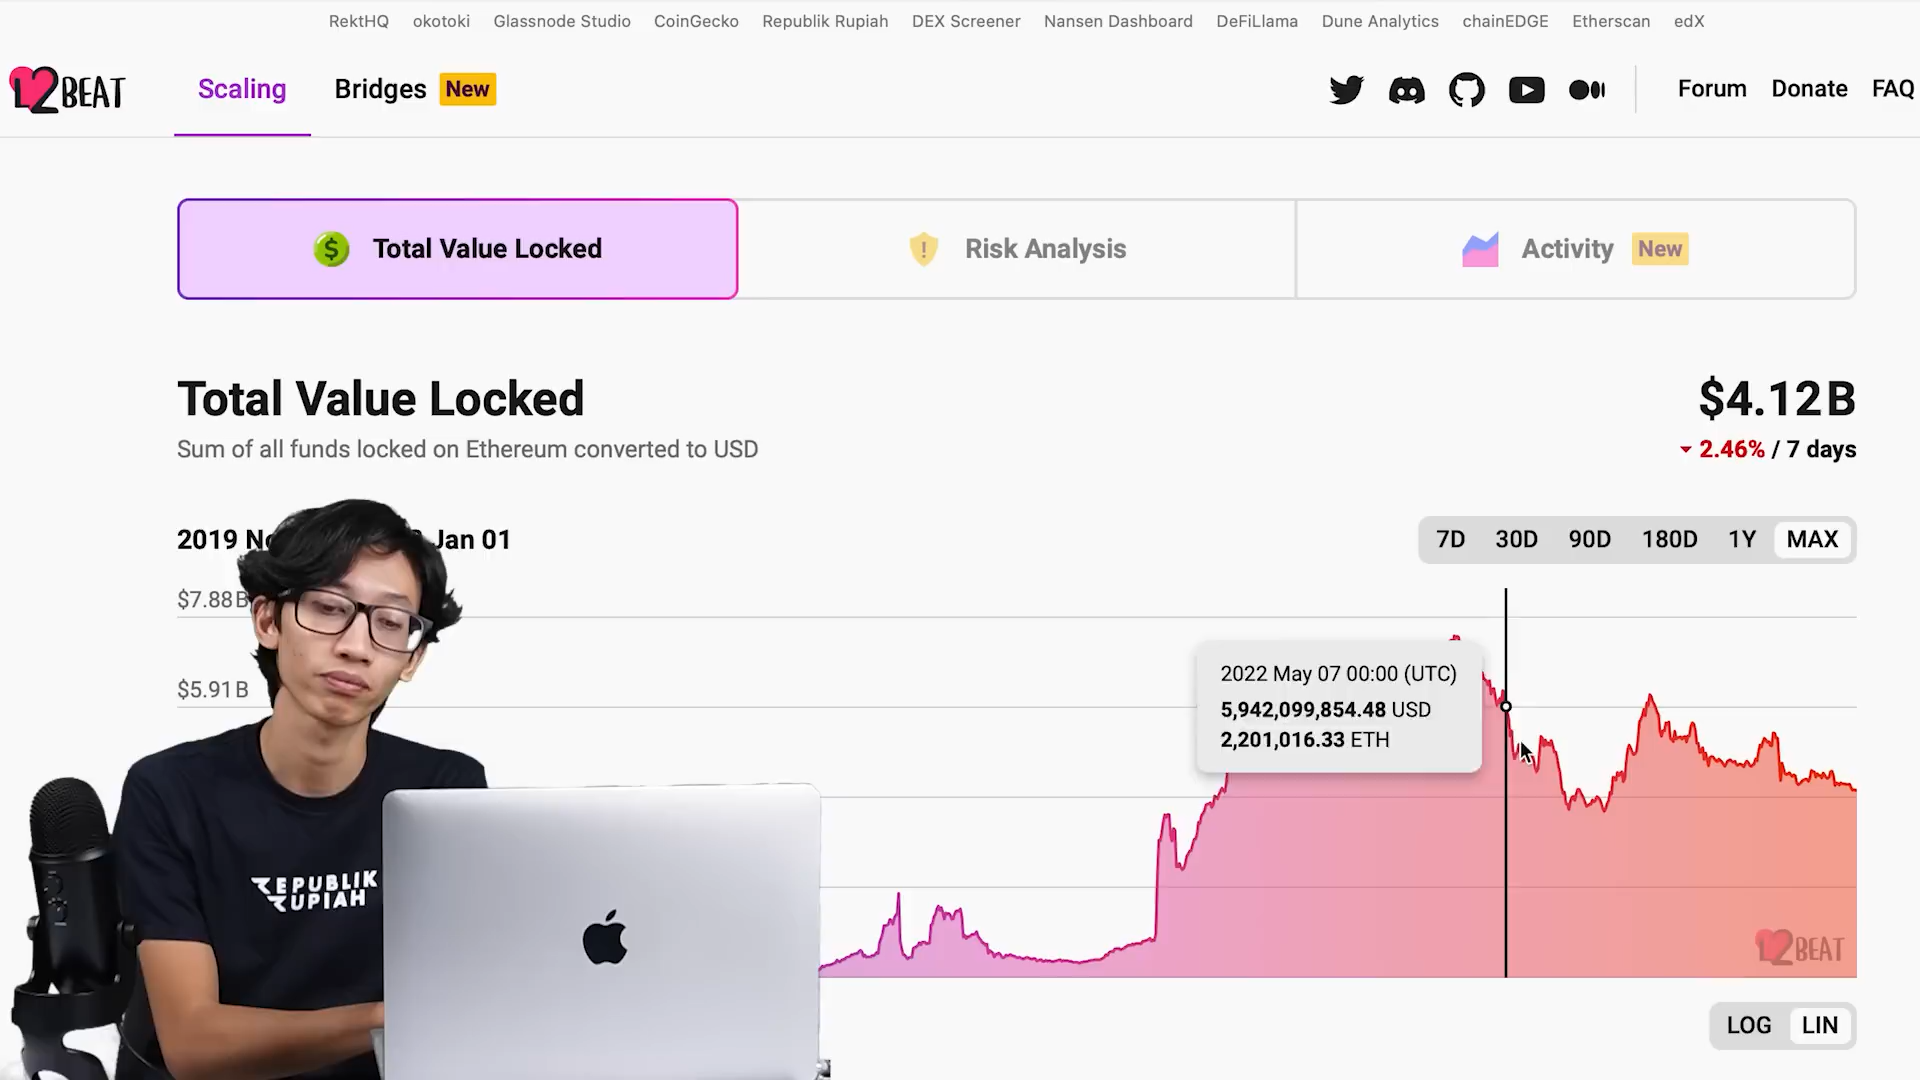 RektHQ okotoki Glassnode Studio CoinGecko Republik Rupiah DEX Screener Nansen Dashboard DeFiLlama Dune Analytics chainEDGE Etherscan edX
L2BEAT Scaling Bridges New Forum Donate FAQ
Total Value Locked Risk Analysis Activity New
Total Value Locked
$4.12B
Sum of all funds locked on Ethereum converted to USD
2.46% / 7 days
2019 Jan 01
7D 30D 90D 180D 1Y MAX
$7.88B
$5.91B
2022 May 07 00:00 (UTC)
5,942,099,854.48 USD
2,201,016.33 ETH
REPUBLIK
RUPIAH
L2BEAT
LOG LIN